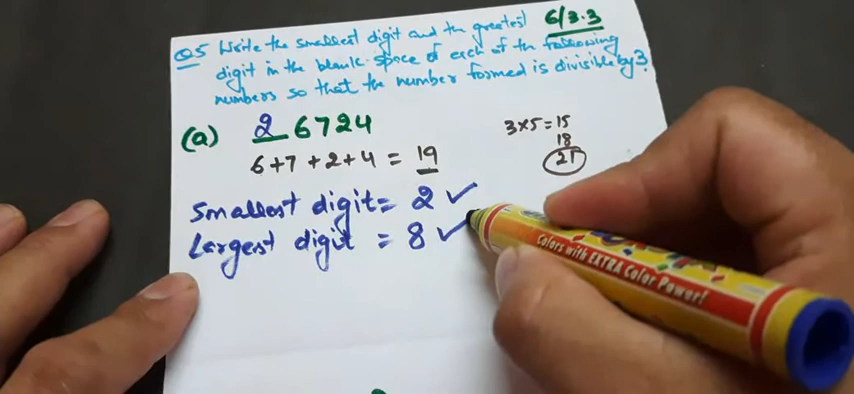 Q5 Write the smallest digit and the greatest 6/3.3
digit in the blank space of each of the following
numbers so that the number formed is divisible by 3.
(a) 2 6724
6+7+2+4 = 19
3×5=15
18
21
Smallest digit = 2 ✓
Largest digit = 8 ✓
Colors with EXTRA Color Power!